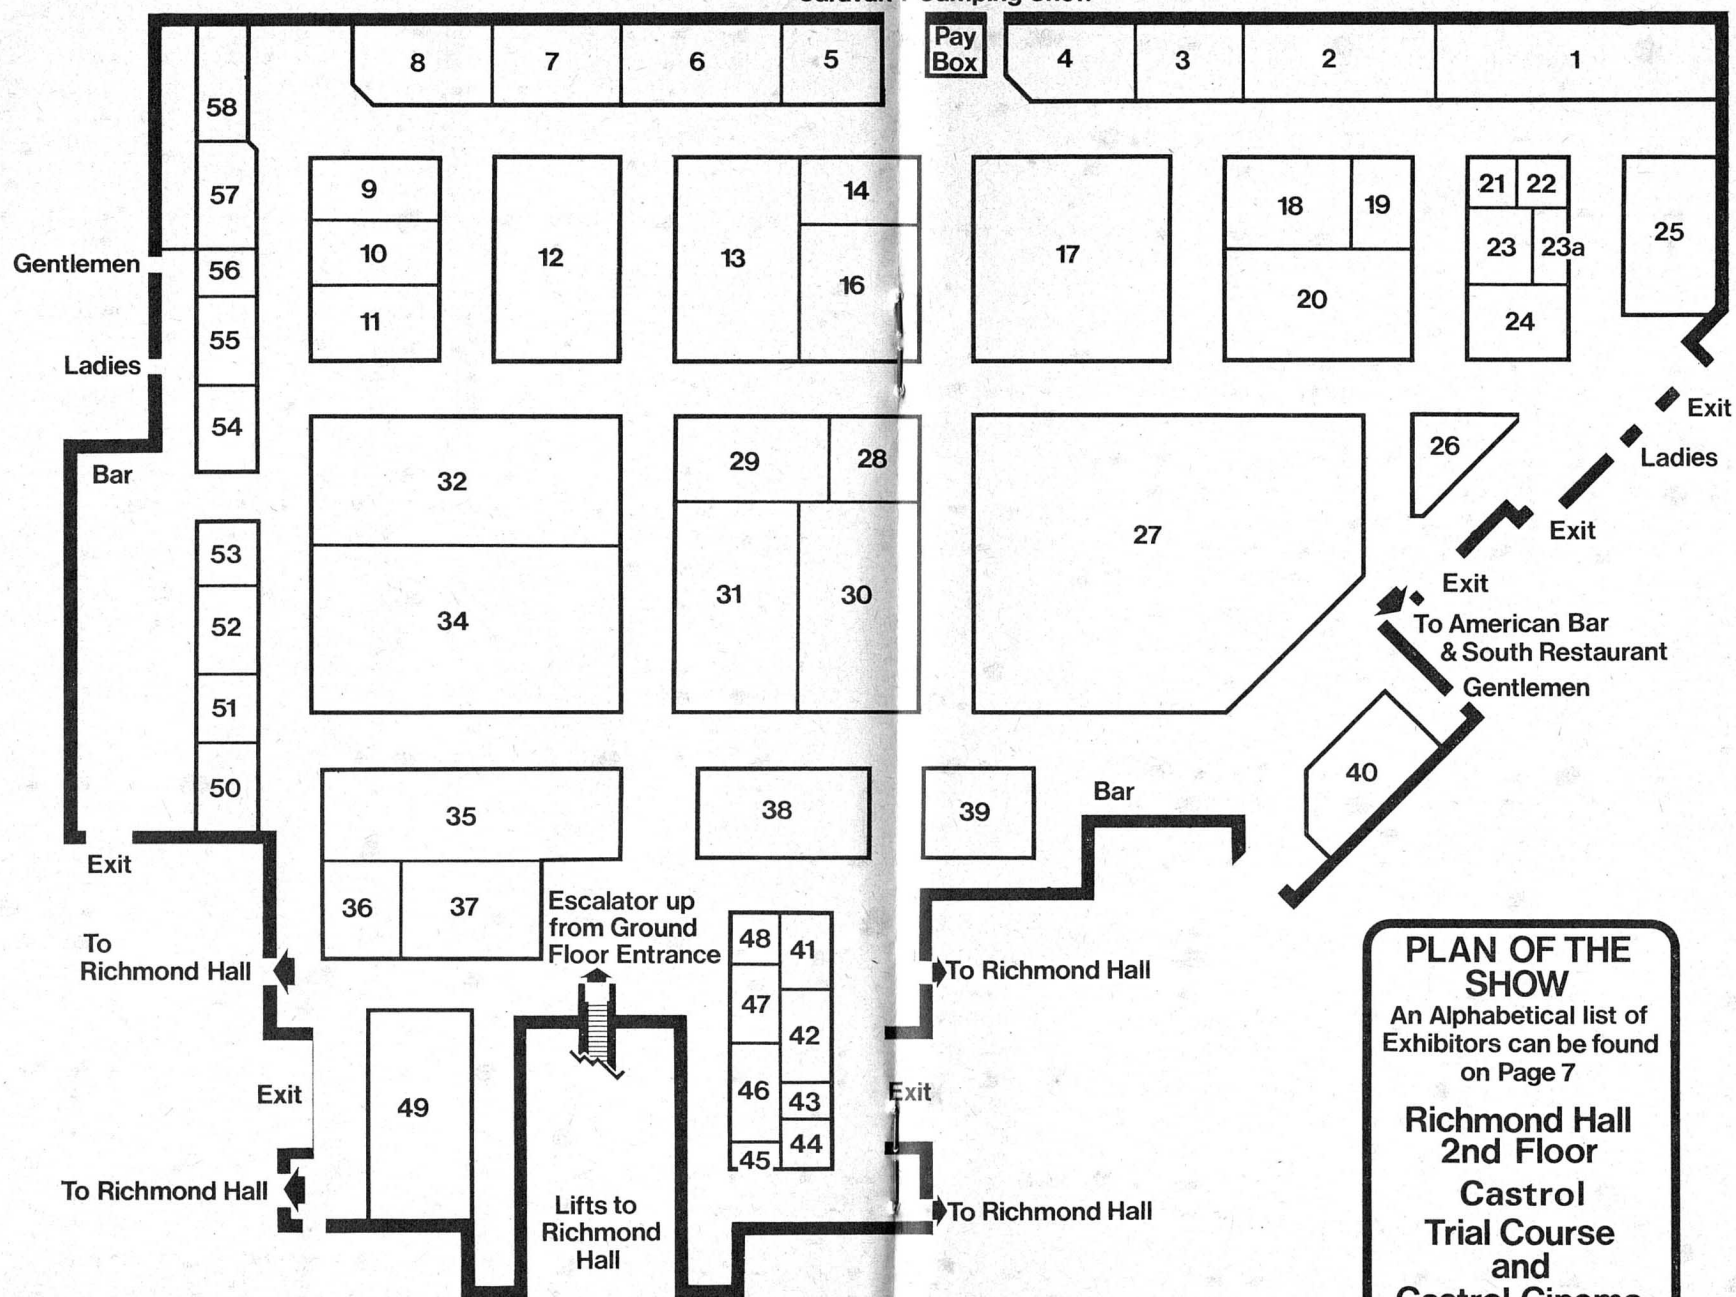 Caravan + Camping Show
Pay
Box
8
7
6
5
4
3
2
1
58
57
56
55
54
53
52
51
50
Gentlemen
Ladies
Bar
9
10
11
12
13
14
16
17
18
19
20
21
22
23
23a
24
25
Exit
Ladies
Exit
Exit
To American Bar
& South Restaurant
Gentlemen
26
27
28
29
30
31
32
34
35
36
37
38
39
Bar
40
Exit
To
Richmond Hall
Exit
To Richmond Hall
49
Escalator up
from Ground
Floor Entrance
Lifts to
Richmond
Hall
48
41
47
42
46
43
44
45
To Richmond Hall
Exit
To Richmond Hall
PLAN OF THE
SHOW
An Alphabetical list of
Exhibitors can be found
on Page 7
Richmond Hall
2nd Floor
Castrol
Trial Course
and
Castrol Cinema